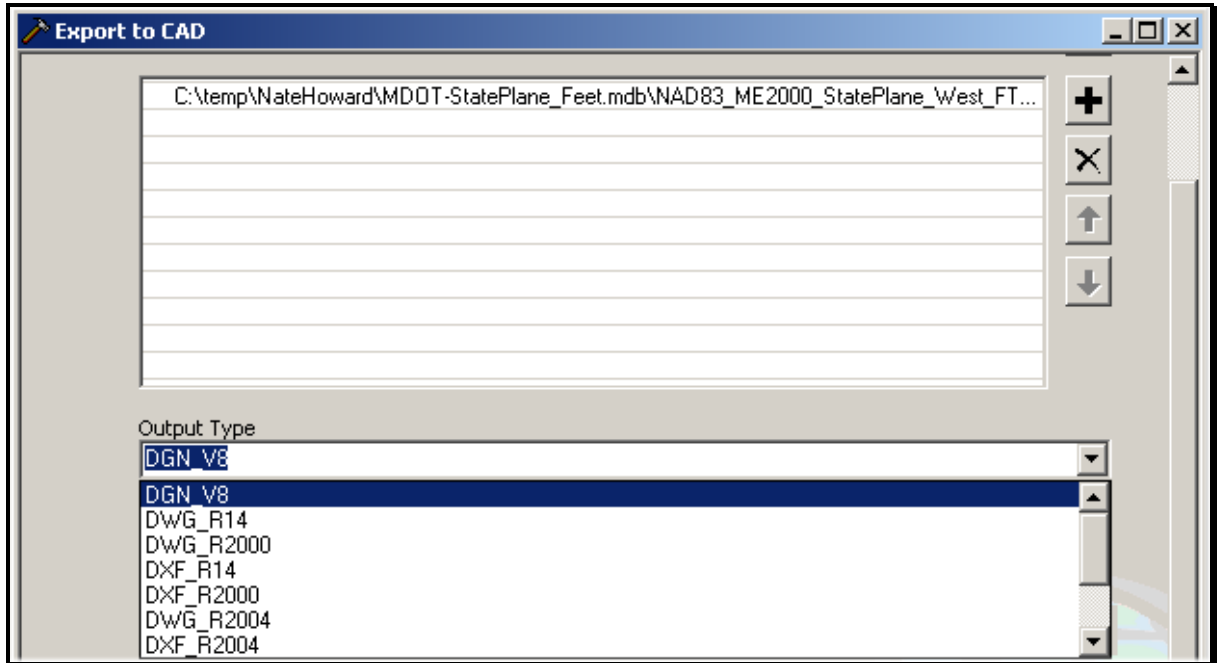 Export to CAD
C:\temp\NateHoward\MDOT-StatePlane_Feet.mdb\NAD83_ME2000_StatePlane_West_FT...
Output Type
DGN_V8
DGN_V8
DWG_R14
DWG_R2000
DXF_R14
DXF_R2000
DWG_R2004
DXF_R2004